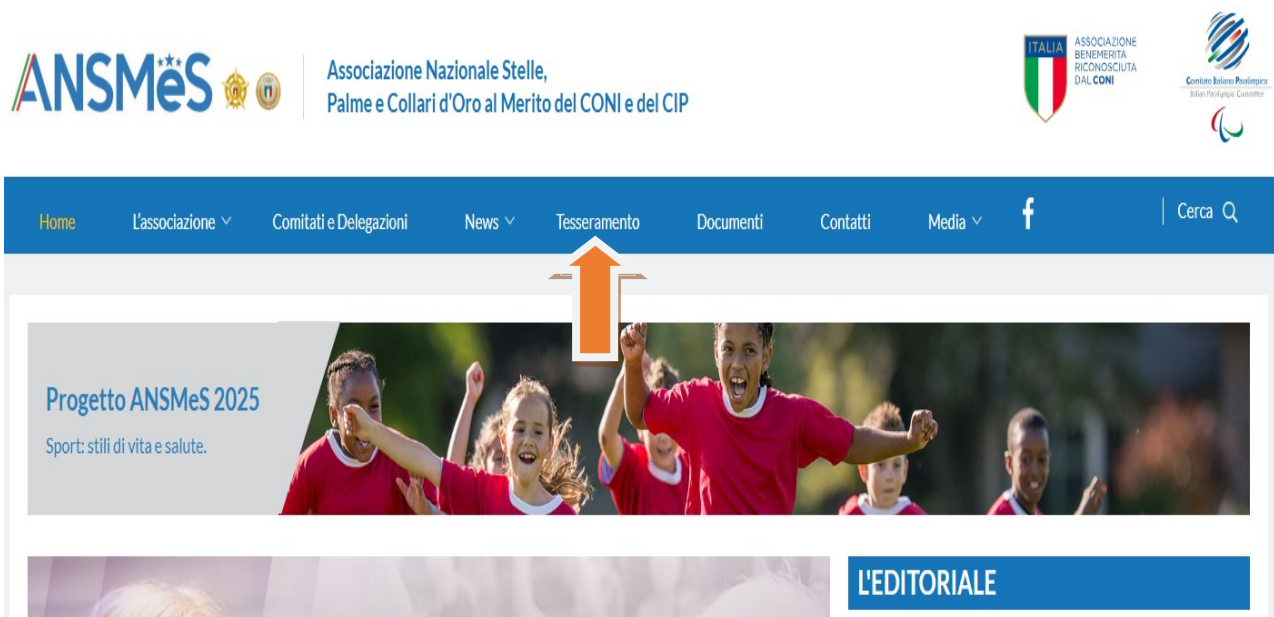 ANSMeS
Associazione Nazionale Stelle,
Palme e Collari d'Oro al Merito del CONI e del CIP
ITALIA
ASSOCIAZIONE
BENEMERITA
RICONOSCIUTA
DAL CONI
Comitato Italiano Paralimpico
Italian Paralympic Committee
Home L'associazione Comitati e Delegazioni News Tesseramento Documenti Contatti Media f Cerca
Progetto ANSMeS 2025
Sport: stili di vita e salute.
L'EDITORIALE